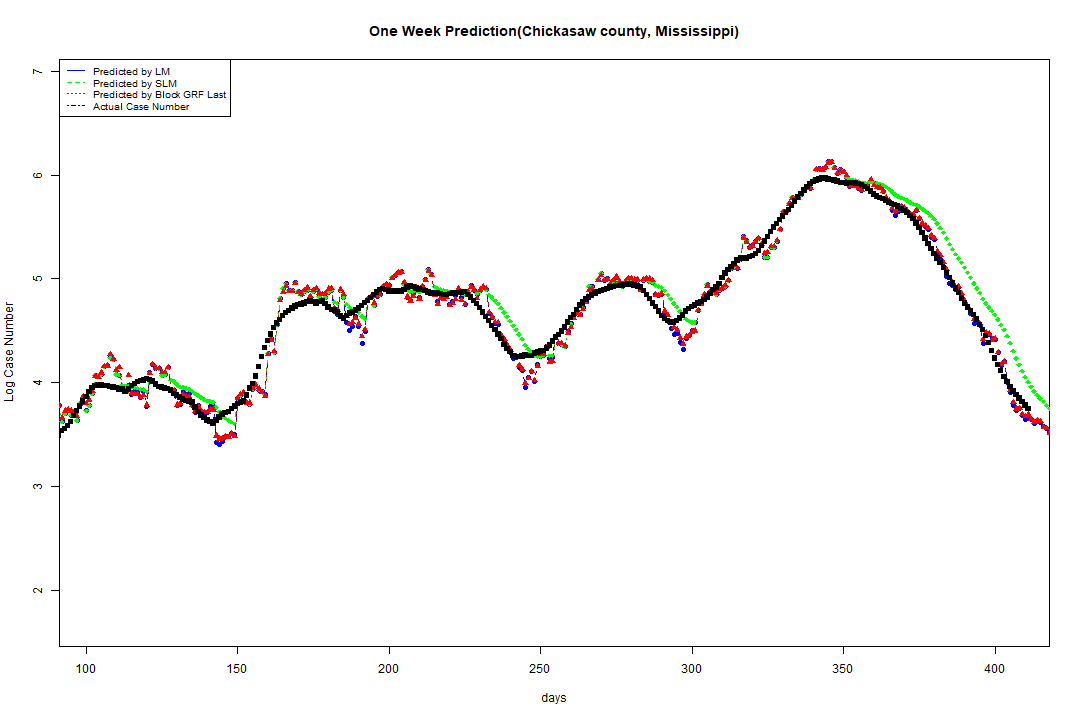 One Week Prediction(Chickasaw county, Mississippi)
Predicted by LM
Predicted by SLM
Predicted by Block GRF Last
Actual Case Number
Log Case Number
7
6
5
4
3
2
100 150 200 250 300 350 400
days